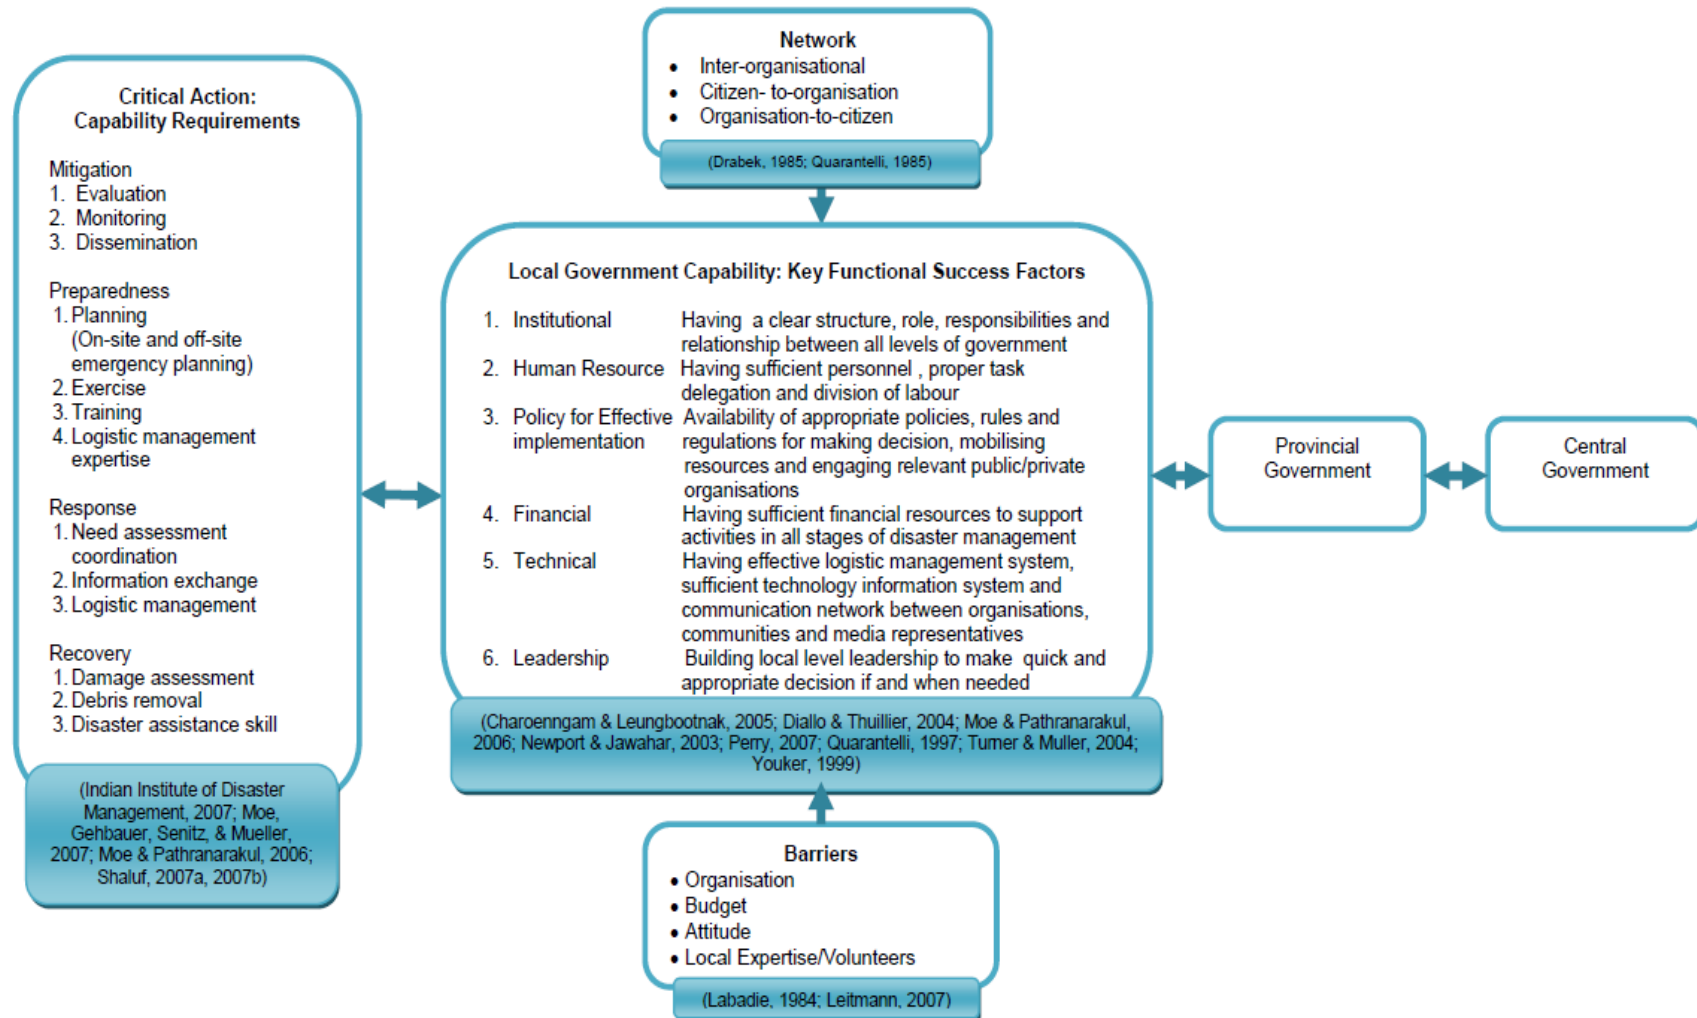 Network
• Inter-organisational
• Citizen- to-organisation
• Organisation-to-citizen
(Drabek, 1985; Quarantelli, 1985)
Critical Action:
Capability Requirements
Mitigation
1. Evaluation
2. Monitoring
3. Dissemination
Preparedness
1. Planning
(On-site and off-site
emergency planning)
2. Exercise
3. Training
4. Logistic management
expertise
Response
1. Need assessment
coordination
2. Information exchange
3. Logistic management
Recovery
1. Damage assessment
2. Debris removal
3. Disaster assistance skill
(Indian Institute of Disaster
Management, 2007; Moe,
Gehbauer, Senitz, & Mueller,
2007; Moe & Pathranarakul, 2006;
Shaluf, 2007a, 2007b)
Local Government Capability: Key Functional Success Factors
1. Institutional Having a clear structure, role, responsibilities and
relationship between all levels of government
2. Human Resource Having sufficient personnel , proper task
delegation and division of labour
3. Policy for Effective Availability of appropriate policies, rules and
implementation regulations for making decision, mobilising
resources and engaging relevant public/private
organisations
4. Financial Having sufficient financial resources to support
activities in all stages of disaster management
5. Technical Having effective logistic management system,
sufficient technology information system and
communication network between organisations,
communities and media representatives
6. Leadership Building local level leadership to make quick and
appropriate decision if and when needed
(Charoenngam & Leungbootnak, 2005; Diallo & Thuillier, 2004; Moe & Pathranarakul,
2006; Newport & Jawahar, 2003; Perry, 2007; Quarantelli, 1997; Turner & Muller, 2004;
Youker, 1999)
Provincial
Government
Central
Government
Barriers
• Organisation
• Budget
• Attitude
• Local Expertise/Volunteers
(Labadie, 1984; Leitmann, 2007)